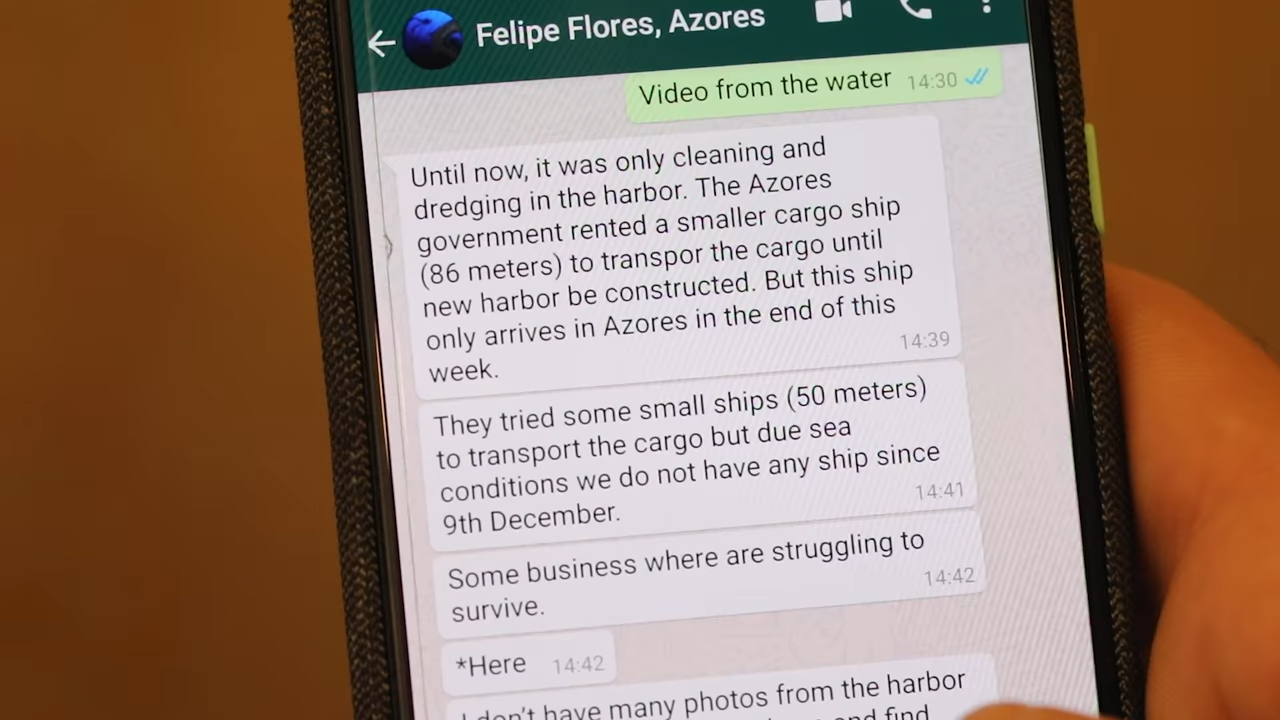 Felipe Flores, Azores
Video from the water 14:30
Until now, it was only cleaning and
dredging in the harbor. The Azores
government rented a smaller cargo ship
(86 meters) to transpor the cargo until
new harbor be constructed. But this ship
only arrives in Azores in the end of this
week. 14:39
They tried some small ships (50 meters)
to transport the cargo but due sea
conditions we do not have any ship since
9th December. 14:41
Some business where are struggling to
survive. 14:42
*Here 14:42
I don't have many photos from the harbor
and find